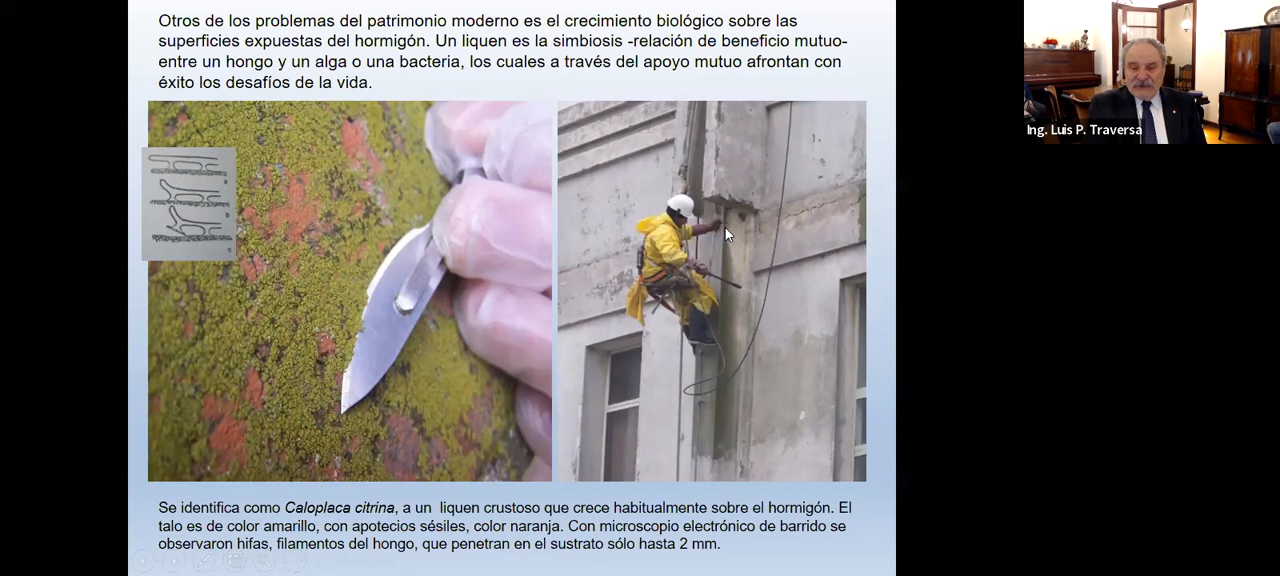 Otros de los problemas del patrimonio moderno es el crecimiento biológico sobre las
superficies expuestas del hormigón. Un liquen es la simbiosis -relación de beneficio mutuo-
entre un hongo y un alga o una bacteria, los cuales a través del apoyo mutuo afrontan con
éxito los desafíos de la vida.
a
b
c
Ing. Luis P. Traversa
Se identifica como Caloplaca citrina, a un liquen crustoso que crece habitualmente sobre el hormigón. El
talo es de color amarillo, con apotecios sésiles, color naranja. Con microscopio electrónico de barrido se
observaron hifas, filamentos del hongo, que penetran en el sustrato sólo hasta 2 mm.